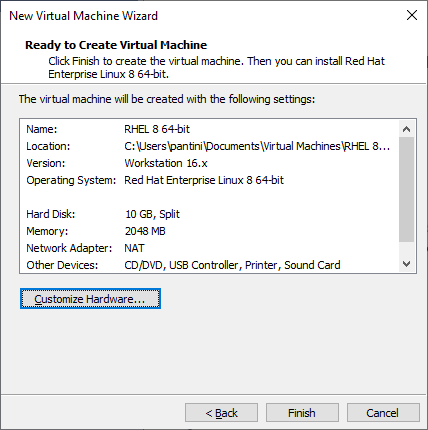 New Virtual Machine Wizard
Ready to Create Virtual Machine
Click Finish to create the virtual machine. Then you can install Red Hat
Enterprise Linux 8 64-bit.
The virtual machine will be created with the following settings:
Name: RHEL 8 64-bit
Location: C:\Users\pantini\Documents\Virtual Machines\RHEL 8...
Version: Workstation 16.x
Operating System: Red Hat Enterprise Linux 8 64-bit
Hard Disk: 10 GB, Split
Memory: 2048 MB
Network Adapter: NAT
Other Devices: CD/DVD, USB Controller, Printer, Sound Card
Customize Hardware...
< Back Finish Cancel